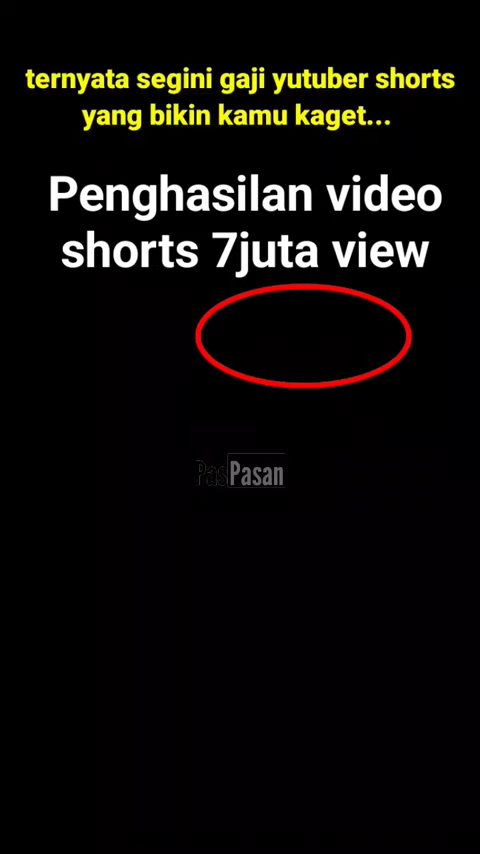 ternyata segini gaji yutuber shorts
yang bikin kamu kaget...
Penghasilan video
shorts 7juta view
PasPasan